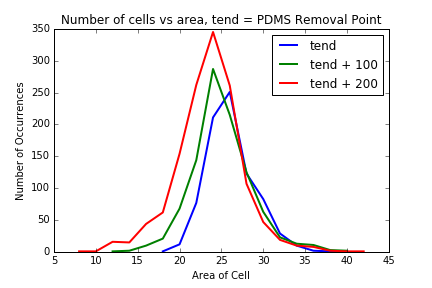 Number of cells vs area, tend = PDMS Removal Point
350
300
250
200
150
100
50
0
Number of Occurrences
tend
tend + 100
tend + 200
5 10 15 20 25 30 35 40 45
Area of Cell